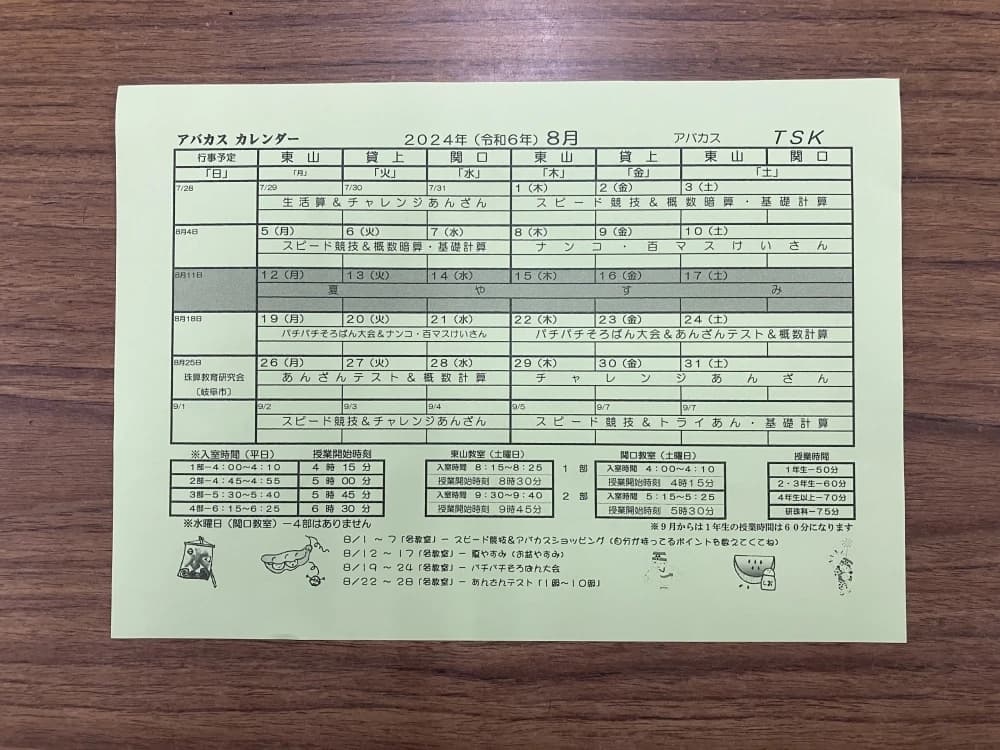 アバカス カレンダー 2024年（令和6年）8月 アバカス TSK
行事予定 東山 貸上 関口 東山 貸上 東山 関口
「日」 「月」 「火」 「水」 「木」 「金」 「土」
7/28 7/29 7/30 7/31 1（木） 2（金） 3（土）
生活算＆チャレンジあんざん スピード競技＆概数暗算・基礎計算
8月4日 5（月） 6（火） 7（水） 8（木） 9（金） 10（土）
スピード競技＆概数暗算・基礎計算 ナンコ・百マスけいさん
8月11日 12（月） 13（火） 14（水） 15（木） 16（金） 17（土）
夏やすみ
8月18日 19（月） 20（火） 21（水） 22（木） 23（金） 24（土）
パチパチそろばん大会＆ナンコ・百マスけいさん パチパチそろばん大会＆あんざんテスト＆概数計算
8月25日 26（月） 27（火） 28（水） 29（木） 30（金） 31（土）
珠算教育研究会 あんざんテスト＆概数計算 チャレンジあんざん
〔岐阜市〕
9/1 9/2 9/3 9/4 9/5 9/7 9/7
スピード競技＆チャレンジあんざん スピード競技＆トライあん・基礎計算
※入室時間（平日） 授業開始時刻
1部－4：00～4：10 4時15分
2部－4：45～4：55 5時00分
3部－5：30～5：40 5時45分
4部－6：15～6：25 6時30分
※水曜日（関口教室）－4部はありません
東山教室（土曜日） 関口教室（土曜日）
入室時間 8：15～8：25 1部 入室時間 4：00～4：10
授業開始時刻 8時30分 授業開始時刻 4時15分
入室時間 9：30～9：40 2部 入室時間 5：15～5：25
授業開始時刻 9時45分 授業開始時刻 5時30分
授業時間
1年生－50分
2・3年生－60分
4年生以上－70分
研珠科－75分
※9月からは1年生の授業時間は60分になります
8/1 ～ 7「各教室」－ スピード競技＆アバカスショッピング（自分が持ってるポイントを数えてくてね）
8/12 ～ 17「各教室」－ 夏やすみ（お盆やすみ）
8/19 ～ 24「各教室」－ パチパチそろばん大会
8/22 ～ 28「各教室」－ あんざんテスト「1部～10部」
しお